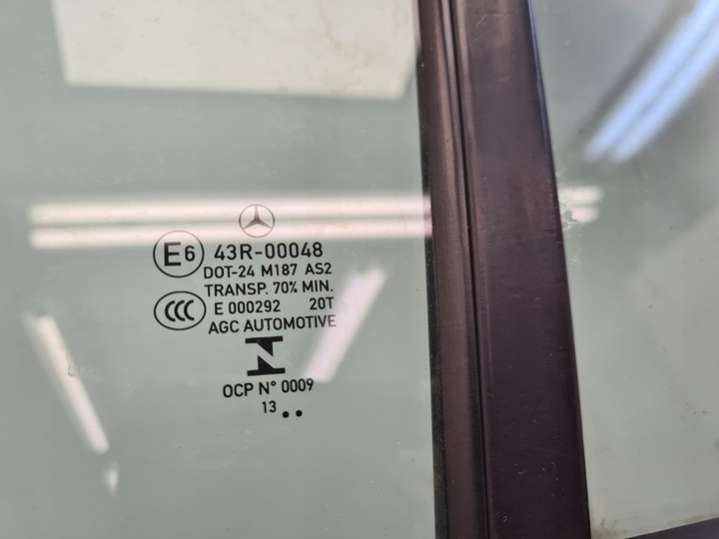 E6 43R-00048
DOT-24 M187 AS2
TRANSP. 70% MIN.
CCC E 000292 20T
AGC AUTOMOTIVE
N
OCP N° 0009
13 ..